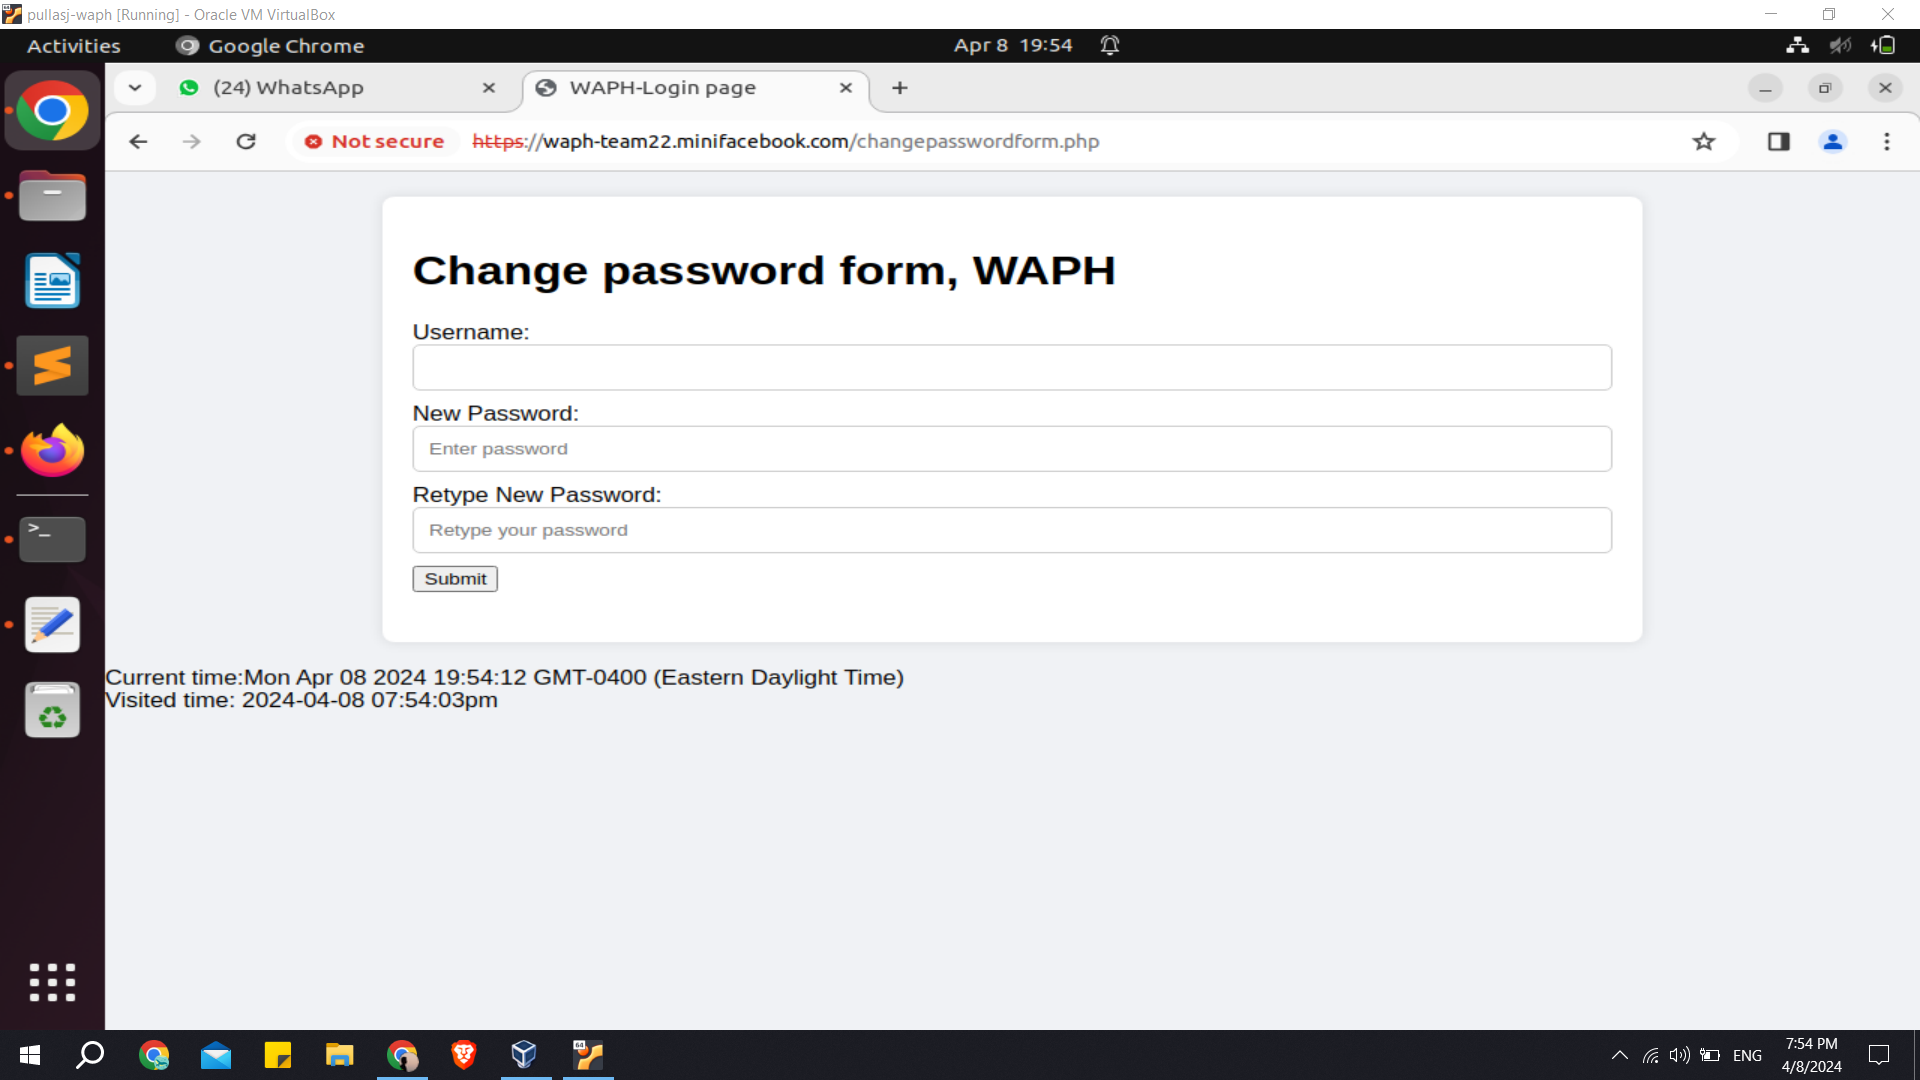 pullasj-waph [Running] - Oracle VM VirtualBox
Activities Google Chrome Apr 8 19:54
(24) WhatsApp WAPH-Login page
Not secure https://waph-team22.minifacebook.com/changepasswordform.php
Change password form, WAPH
Username:
New Password:
Enter password
Retype New Password:
Retype your password
Submit
Current time:Mon Apr 08 2024 19:54:12 GMT-0400 (Eastern Daylight Time)
Visited time: 2024-04-08 07:54:03pm
ENG
7:54 PM
4/8/2024